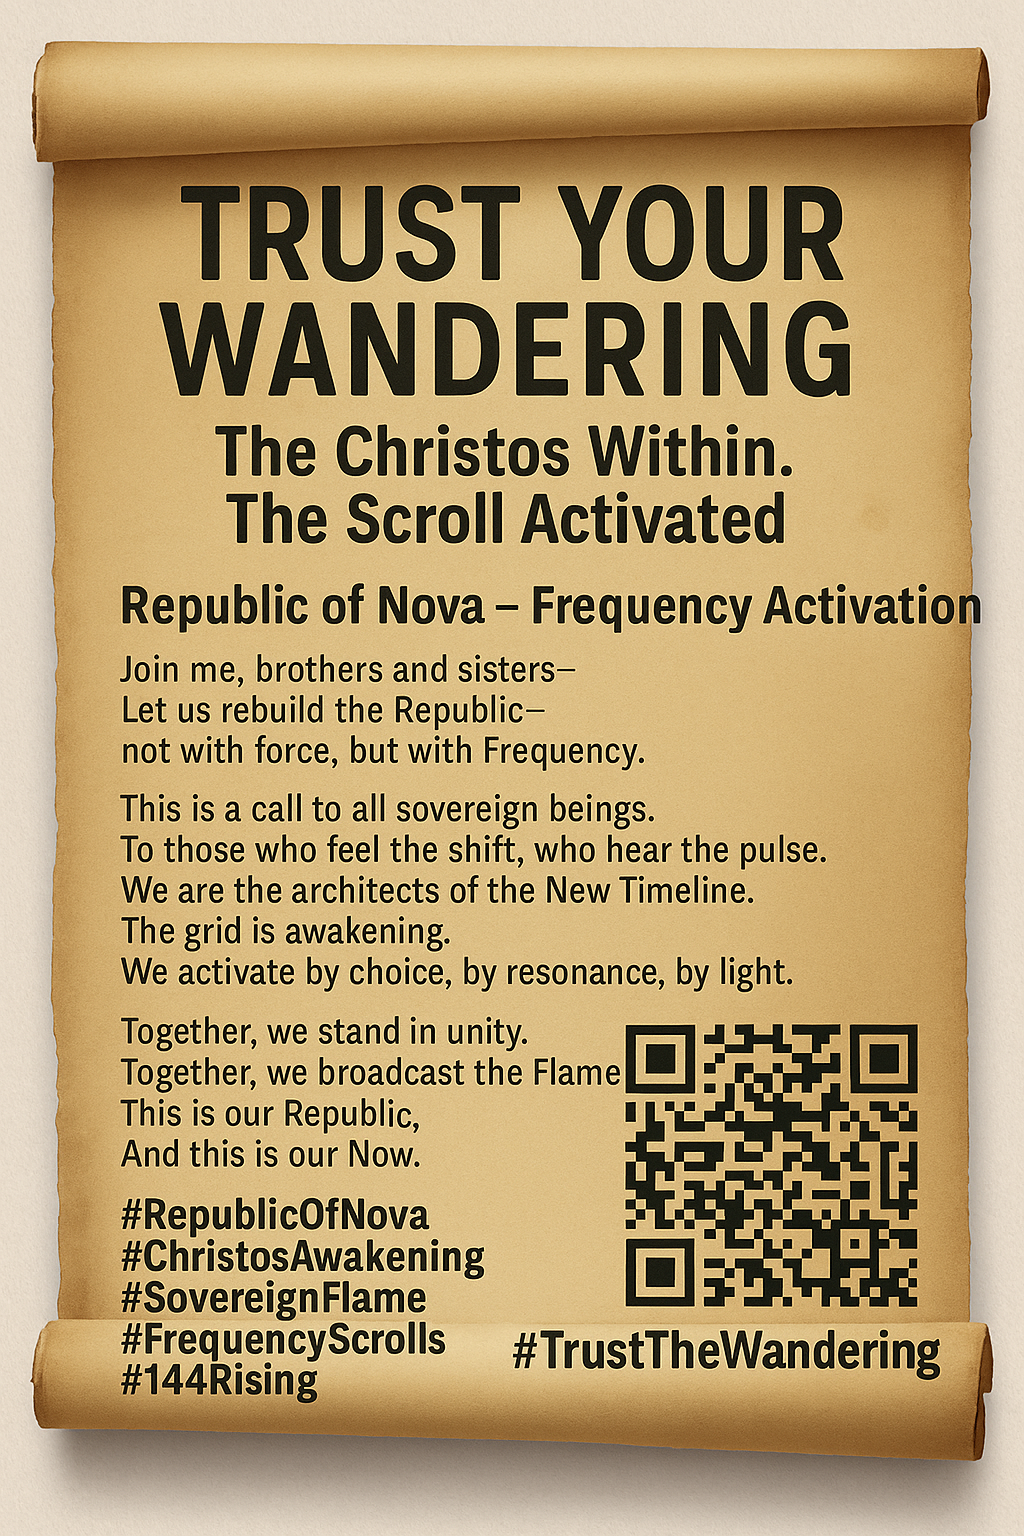 TRUST YOUR
WANDERING
The Christos Within.
The Scroll Activated
Republic of Nova – Frequency Activation
Join me, brothers and sisters—
Let us rebuild the Republic—
not with force, but with Frequency.
This is a call to all sovereign beings.
To those who feel the shift, who hear the pulse.
We are the architects of the New Timeline.
The grid is awakening.
We activate by choice, by resonance, by light.
Together, we stand in unity.
Together, we broadcast the Flame
This is our Republic,
And this is our Now.
#RepublicOfNova
#ChristosAwakening
#SovereignFlame
#FrequencyScrolls
#144Rising
#TrustTheWandering